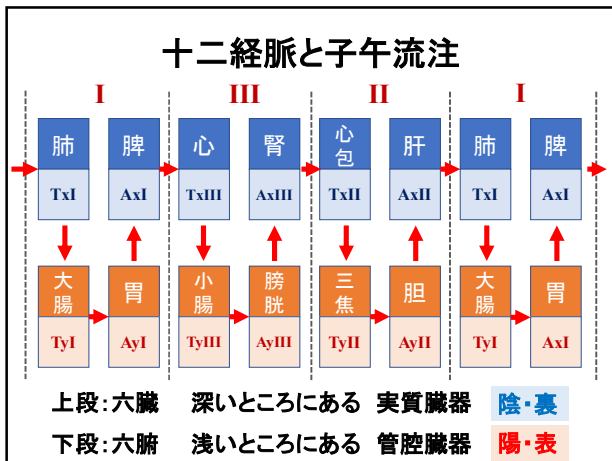 十二経脈と子午流注
I III II I
肺 脾 心 腎 心包 肝 肺 脾
TxI AxI TxIII AxIII TxII AxII TxI AxI
大腸 胃 小腸 膀胱 三焦 胆 大腸 胃
TyI AyI TyIII AyIII TyII AyII TyI AxI
上段:六臓 深いところにある 実質臓器 陰・裏
下段:六腑 浅いところにある 管腔臓器 陽・表